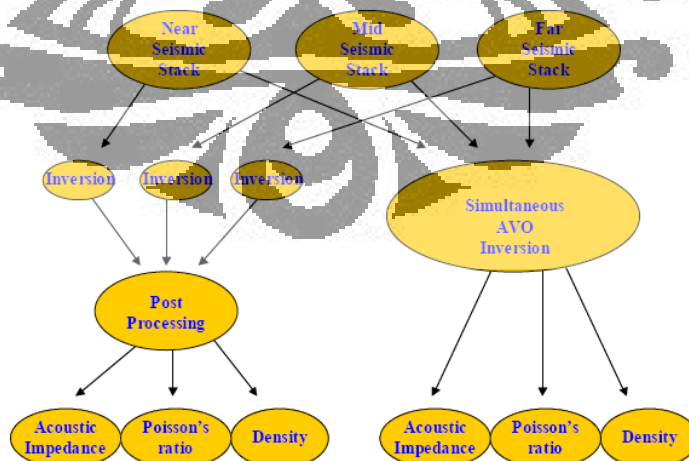 Near
Seismic
Stack
Mid
Seismic
Stack
Far
Seismic
Stack
Inversion
Inversion
Inversion
Simultaneous
AVO
Inversion
Post
Processing
Acoustic
Impedance
Poisson's
ratio
Density
Acoustic
Impedance
Poisson's
ratio
Density